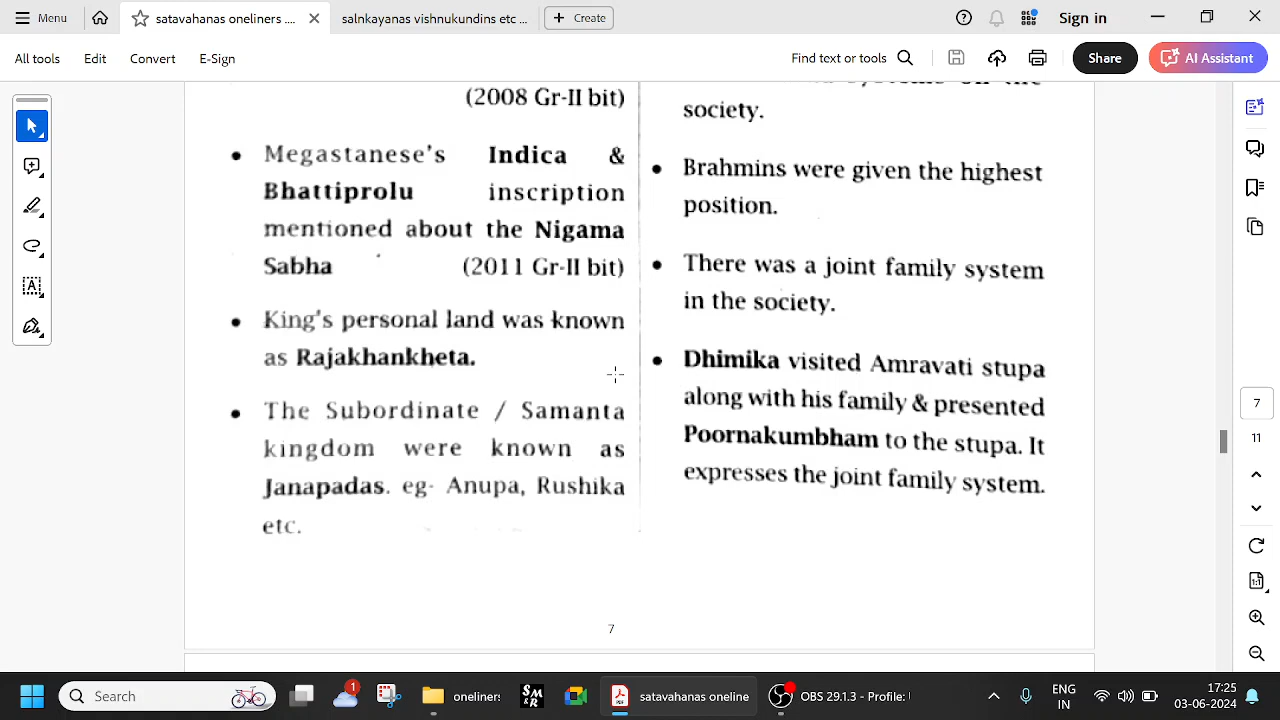 Menu
satavahanas oneliners ....
salnkayanas vishnukundins etc ...
Create
Sign in
All tools
Edit
Convert
E-Sign
Find text or tools
Share
AI Assistant
(2008 Gr-II bit)
• Megastanese's Indica &
Bhattiprolu inscription
mentioned about the Nigama
Sabha (2011 Gr-II bit)
• King's personal land was known
as Rajakhankheta.
• The Subordinate / Samanta
kingdom were known as
Janapadas. eg- Anupa, Rushika
etc.
the
society.
• Brahmins were given the highest
position.
• There was a joint family system
in the society.
• Dhimika visited Amravati stupa
along with his family & presented
Poornakumbham to the stupa. It
expresses the joint family system.
7
7
11
Search
1
oneliners
SM
&R
satavahanas oneline
OBS 29.1.3 - Profile:
ENG
IN
17:25
03-06-2024